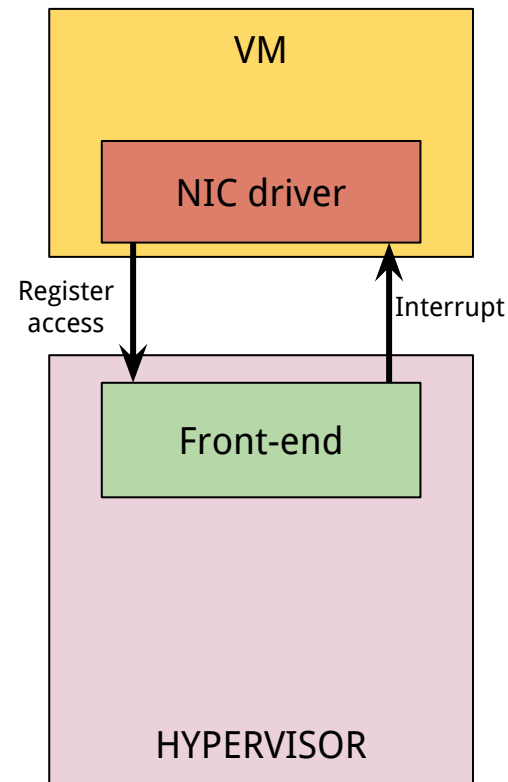 VM
NIC driver
Register
access
Interrupt
Front-end
HYPERVISOR